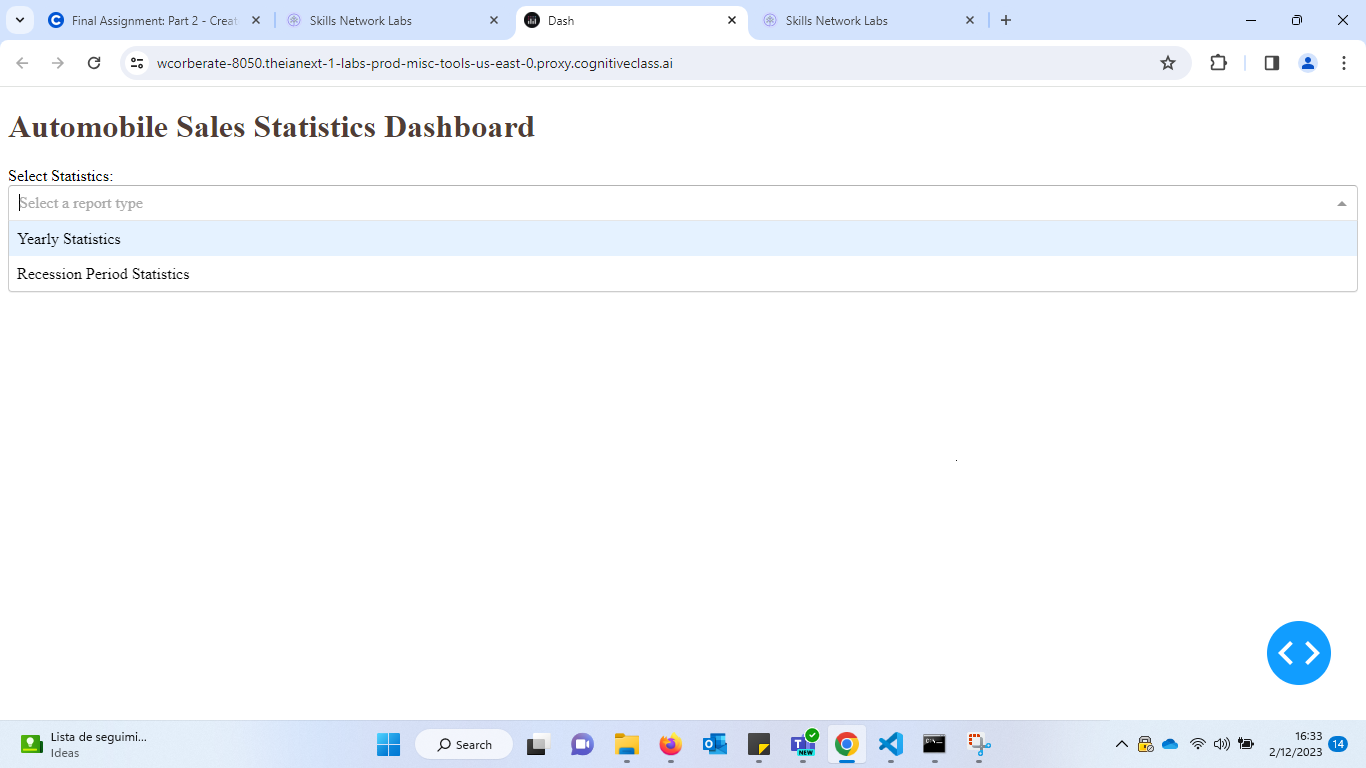 Final Assignment: Part 2 - Creat
Skills Network Labs
Dash
Skills Network Labs
wcorberate-8050.theianext-1-labs-prod-misc-tools-us-east-0.proxy.cognitiveclass.ai
Automobile Sales Statistics Dashboard
Select Statistics:
Select a report type
Yearly Statistics
Recession Period Statistics
Lista de seguimi...
Ideas
Search
NEW
16:33
2/12/2023
14